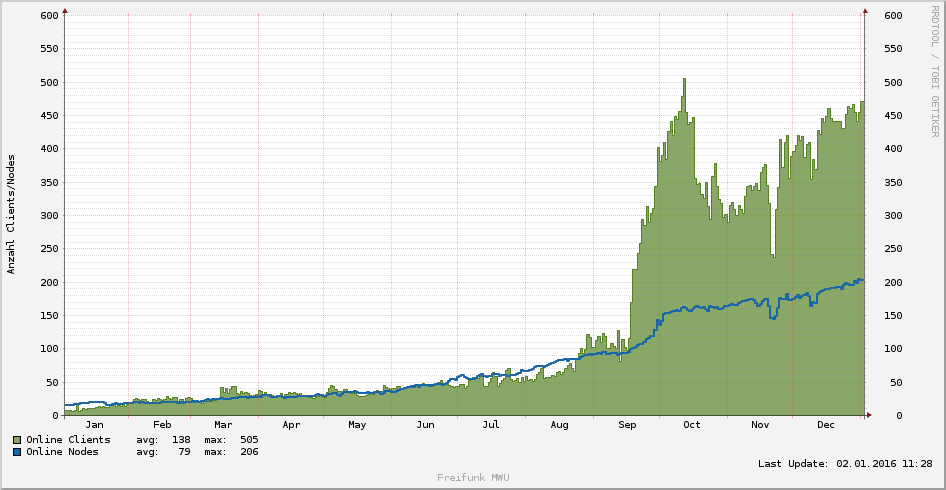 RRDTOOL / TOBI OETIKER
Anzahl Clients/Nodes
600 600
550 550
500 500
450 450
400 400
350 350
300 300
250 250
200 200
150 150
100 100
50 50
0 0
Jan Feb Mar Apr May Jun Jul Aug Sep Oct Nov Dec
Online Clients avg: 138 max: 505
Online Nodes avg: 79 max: 206
Last Update: 02.01.2016 11:28
Freifunk MWU